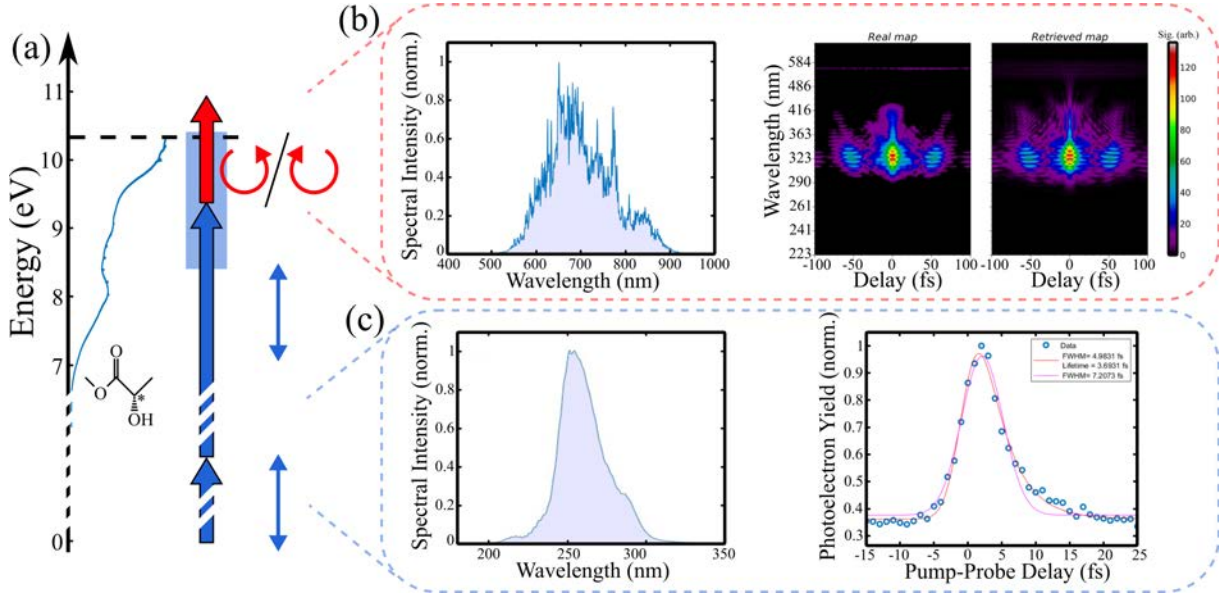 (a)
Energy (eV)
11
10
9
8
7
0
O
O
*
OH
(b)
Spectral Intensity (norm.)
1
0.8
0.6
0.4
0.2
0
400 500 600 700 800 900 1000
Wavelength (nm)
Real map
Retrieved map
Sig. (arb.)
Wavelength (nm)
584
486
416
363
323
290
261
241
223
-100 -50 0 50 100
Delay (fs)
-100 -50 0 50 100
Delay (fs)
120
100
80
60
40
20
0
(c)
Spectral Intensity (norm.)
1
0.8
0.6
0.4
0.2
0
200 250 300 350
Wavelength (nm)
Photoelectron Yield (norm.)
1
0.9
0.8
0.7
0.6
0.5
0.4
0.3
Data
FWHM= 4.9831 fs
Lifetime = 3.6931 fs
FWHM= 7.2073 fs
-15 -10 -5 0 5 10 15 20 25
Pump-Probe Delay (fs)